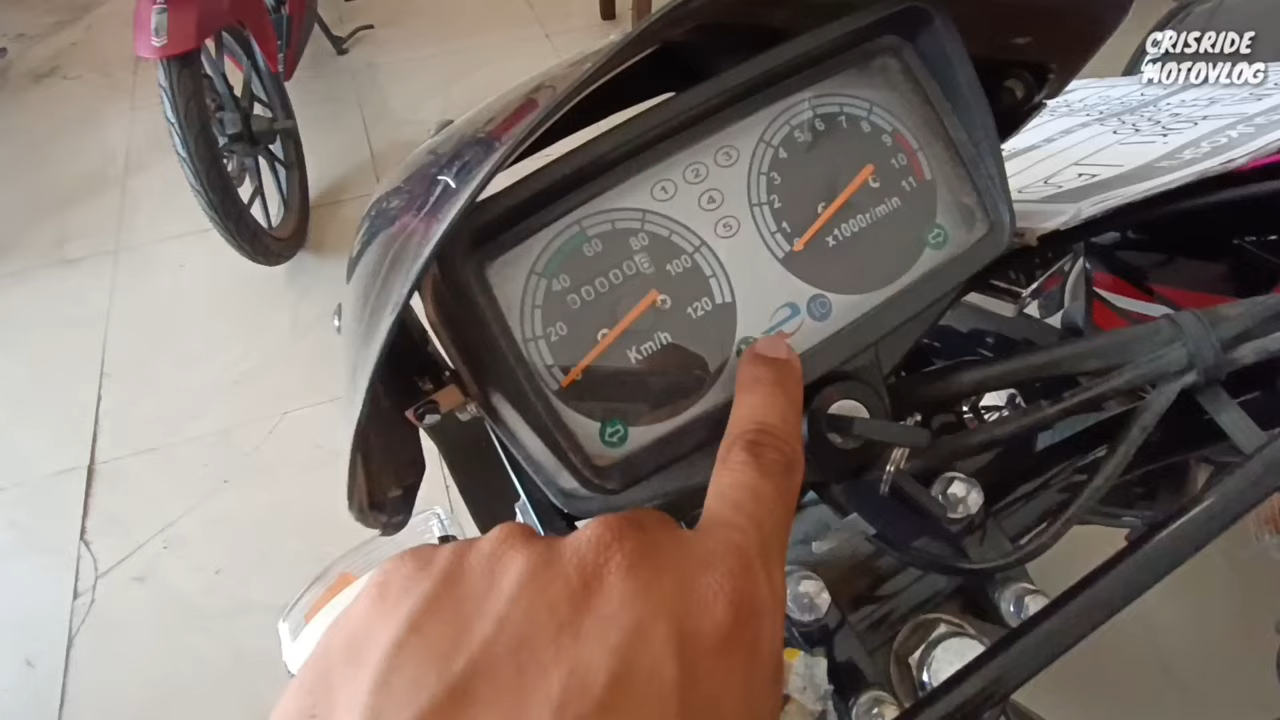 CRISRIDE
MOTOVLOG
1 2 3
4
5
20 40 60 80 100 120
000008
Km/h
1 2 3 4 5 6 7 8 9 10 11
x1000r/min